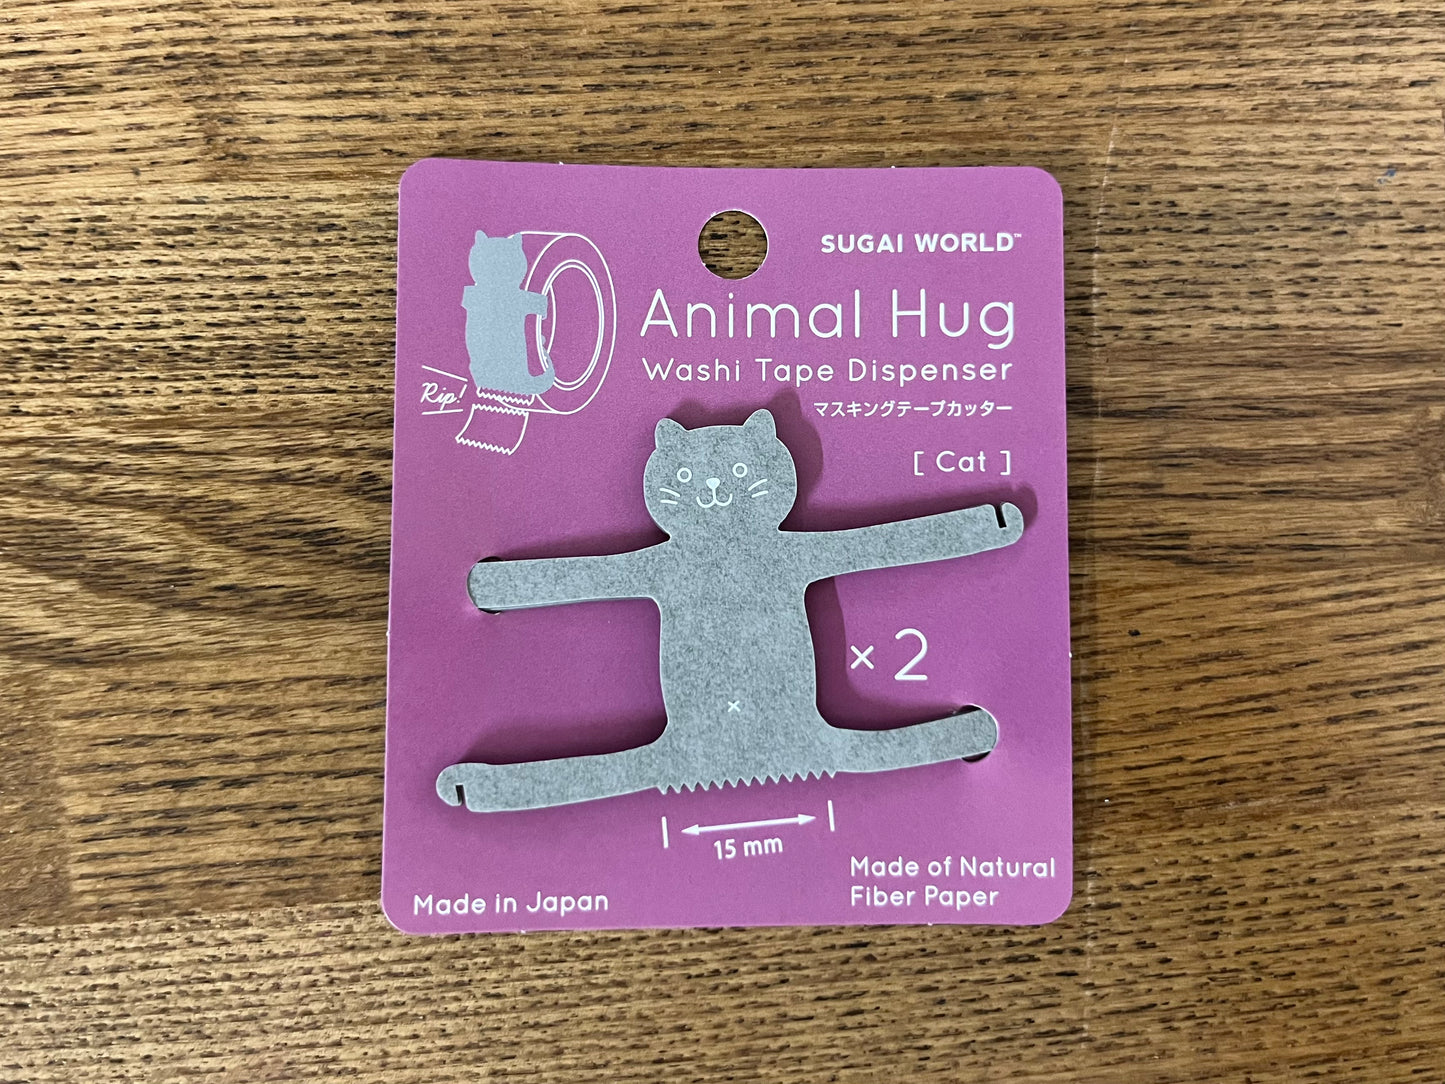 SUGAI WORLD™
Animal Hug
Washi Tape Dispenser
マスキングテープカッター
[ Cat ]
Rip!
× 2
15 mm
Made of Natural
Fiber Paper
Made in Japan